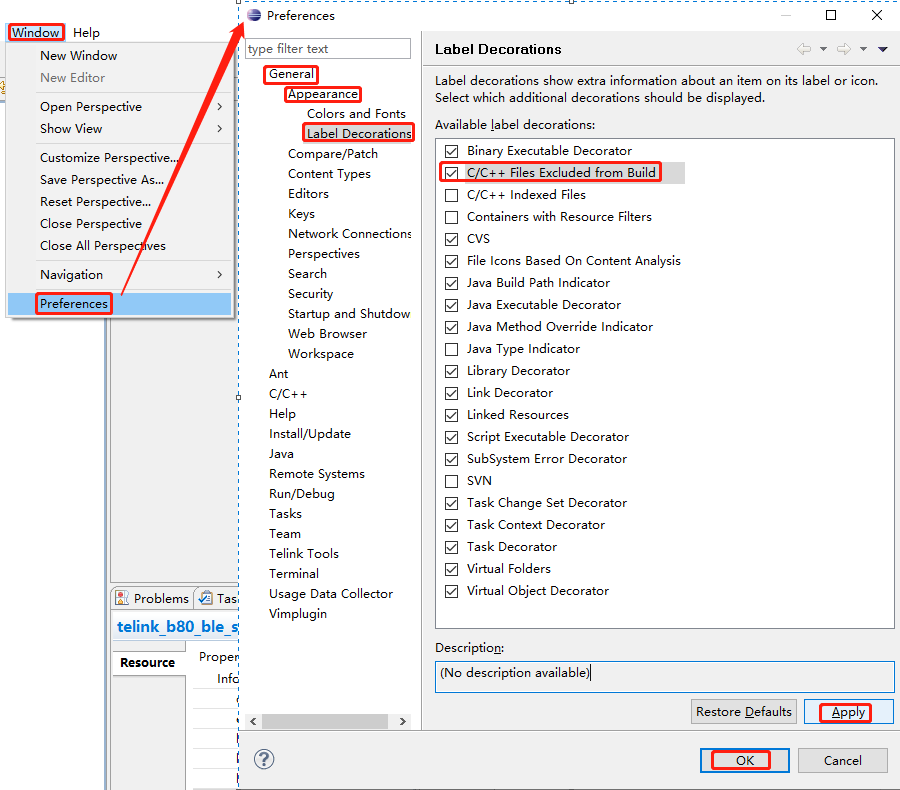 Window Help
New Window
New Editor
Open Perspective
Show View
Customize Perspective...
Save Perspective As...
Reset Perspective...
Close Perspective
Close All Perspectives
Navigation
Preferences
Problems
Tas
telink_b80_ble_s
Resource
Proper
Info
Preferences
type filter text
General
Appearance
Colors and Fonts
Label Decorations
Compare/Patch
Content Types
Editors
Keys
Network Connections
Perspectives
Search
Security
Startup and Shutdow
Web Browser
Workspace
Ant
C/C++
Help
Install/Update
Java
Remote Systems
Run/Debug
Tasks
Team
Telink Tools
Terminal
Usage Data Collector
Vimplugin
Label Decorations
Label decorations show extra information about an item on its label or icon.
Select which additional decorations should be displayed.
Available label decorations:
Binary Executable Decorator
C/C++ Files Excluded from Build
C/C++ Indexed Files
Containers with Resource Filters
CVS
File Icons Based On Content Analysis
Java Build Path Indicator
Java Executable Decorator
Java Method Override Indicator
Java Type Indicator
Library Decorator
Link Decorator
Linked Resources
Script Executable Decorator
SubSystem Error Decorator
SVN
Task Change Set Decorator
Task Context Decorator
Task Decorator
Virtual Folders
Virtual Object Decorator
Description:
(No description available)
Restore Defaults Apply
OK Cancel